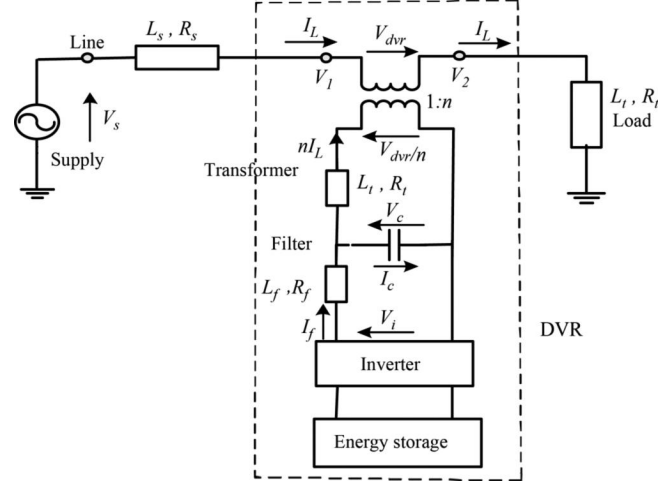 L_s , R_s
Line
I_L
V_dvr
I_L
V_1
V_2
1:n
V_s
L_t , R_t
Load
Supply
nI_L
V_dvr/n
Transformer
L_t , R_t
V_c
Filter
I_c
L_f ,R_f
I_f
V_i
DVR
Inverter
Energy storage